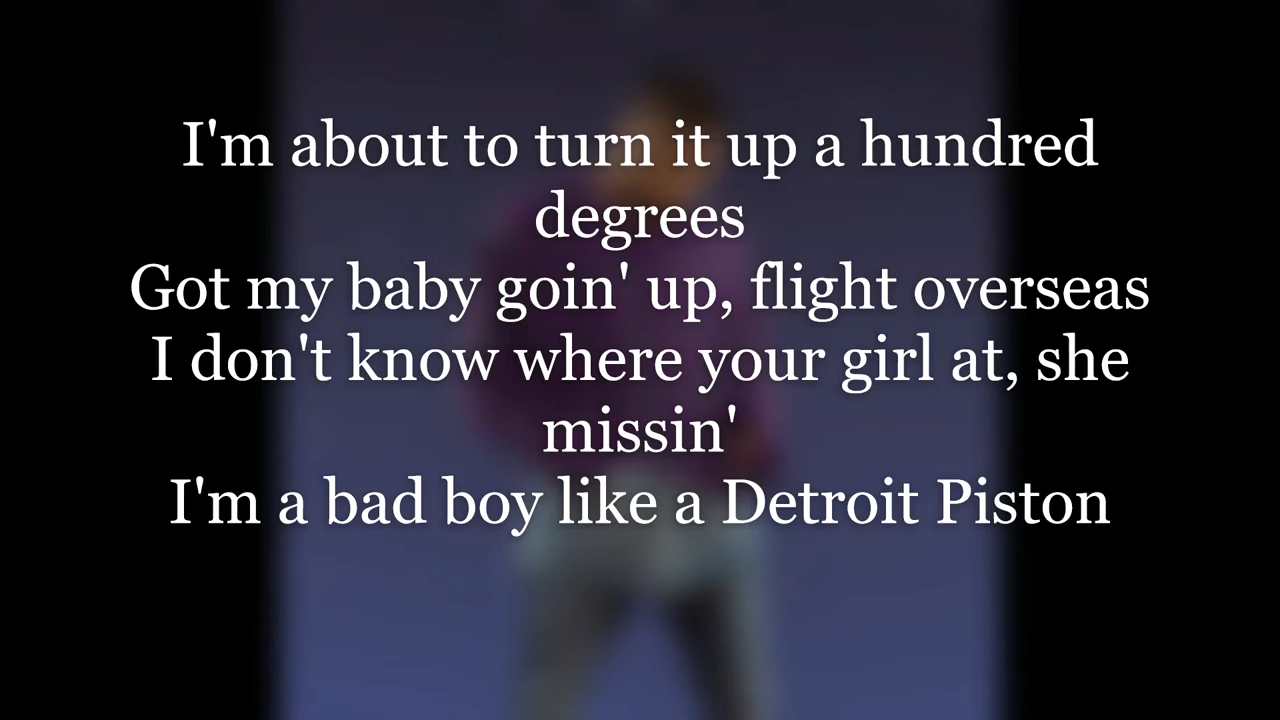 I'm about to turn it up a hundred
degrees
Got my baby goin' up, flight overseas
I don't know where your girl at, she
missin'
I'm a bad boy like a Detroit Piston